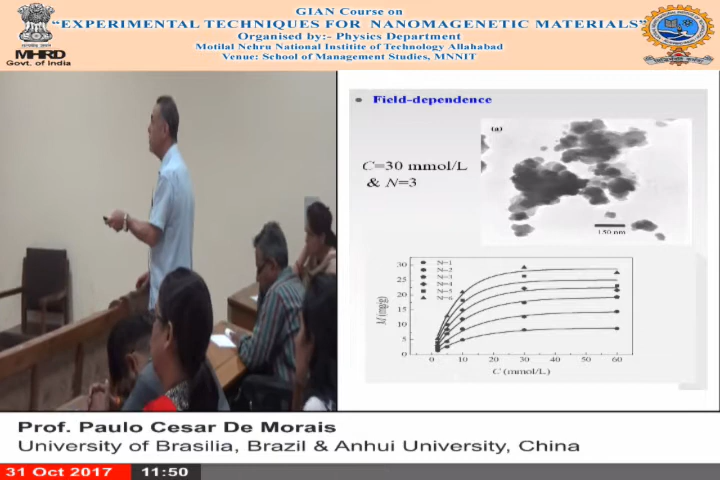 GIAN Course on
"EXPERIMENTAL TECHNIQUES FOR NANOMAGENETIC MATERIALS"
Organised by:- Physics Department
Motilal Nehru National Institite of Technology Allahabad
Venue: School of Management Studies, MNNIT
MHRD
Govt. of India
• Field-dependence
(a)
C=30 mmol/L
& N=3
150 nm
N=1
N=2
N=3
N=4
N=5
N=6
30
25
20
15
10
5
0
M (mg/g)
0 10 20 30 40 50 60
C (mmol/L)
Prof. Paulo Cesar De Morais
University of Brasilia, Brazil & Anhui University, China
31 Oct 2017 11:50